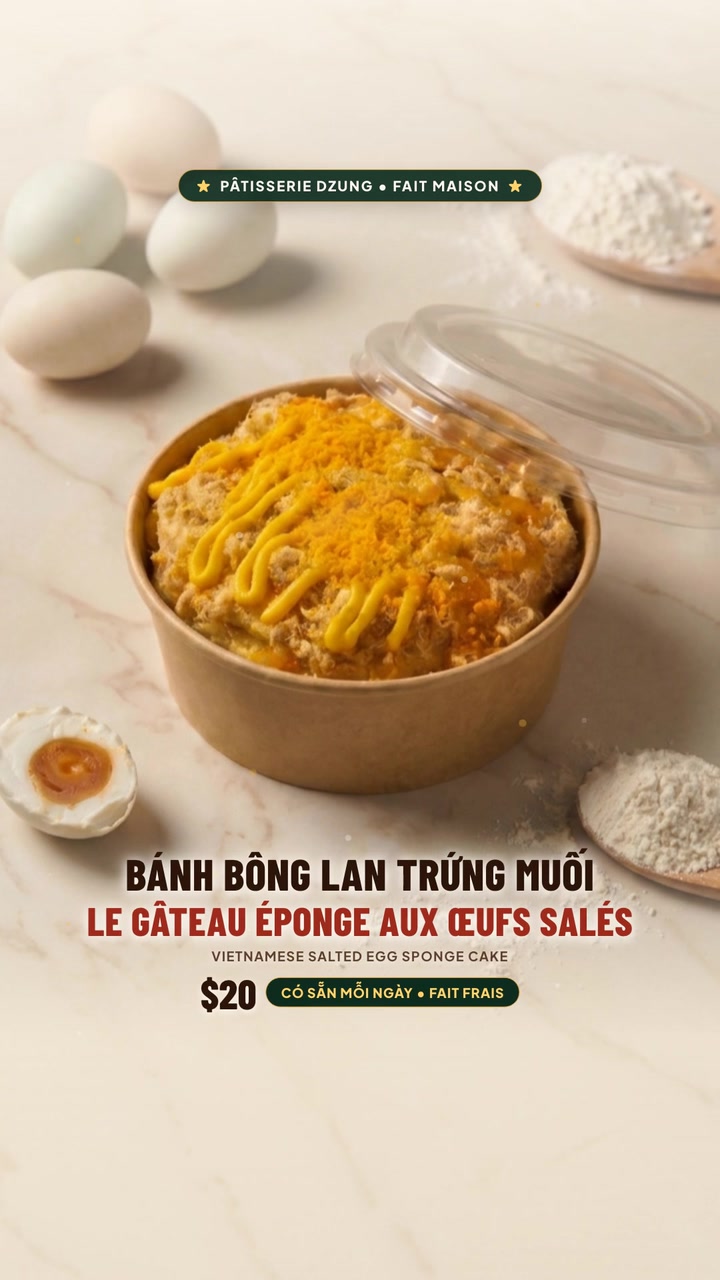 ⭐ PÂTISSERIE DZUNG • FAIT MAISON ⭐
BÁNH BÔNG LAN TRỨNG MUỐI
LE GÂTEAU ÉPONGE AUX ŒUFS SALÉS
VIETNAMESE SALTED EGG SPONGE CAKE
$20 CÓ SẴN MỖI NGÀY • FAIT FRAIS